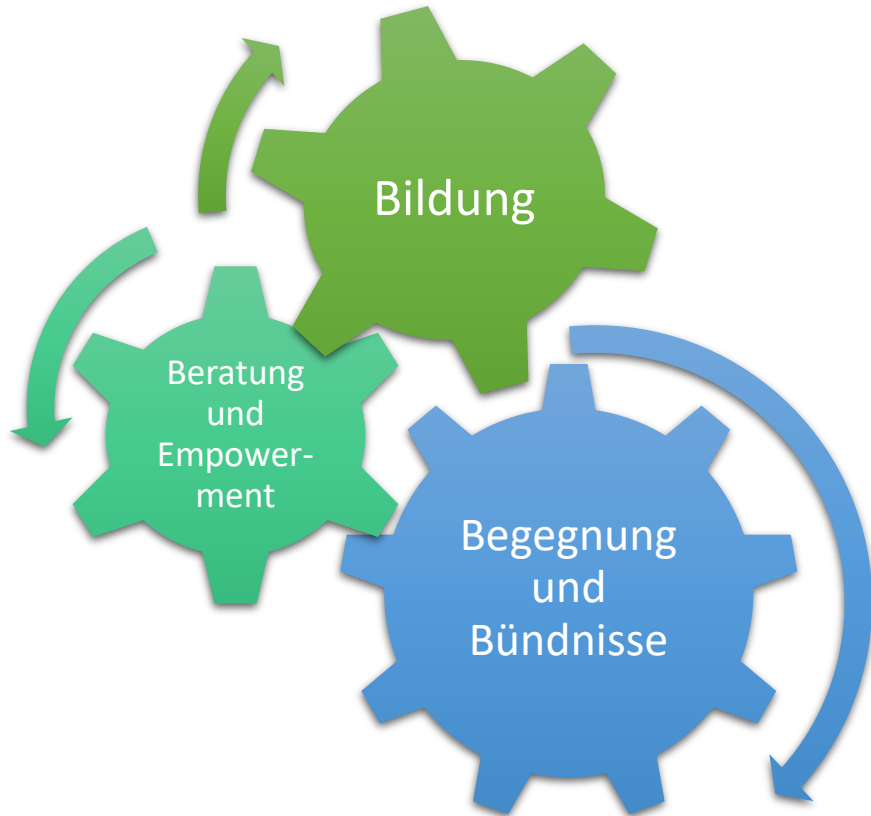 Bildung
Beratung
und
Empower-
ment
Begegnung
und
Bündnisse